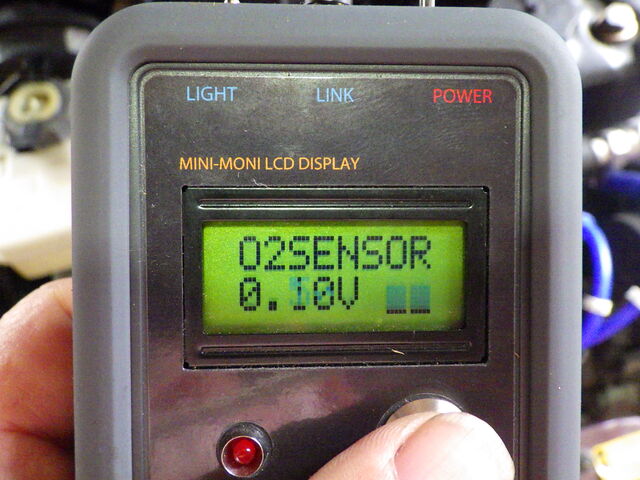 LIGHT LINK POWER
MINI-MONI LCD DISPLAY
O2SENSOR
0.10V